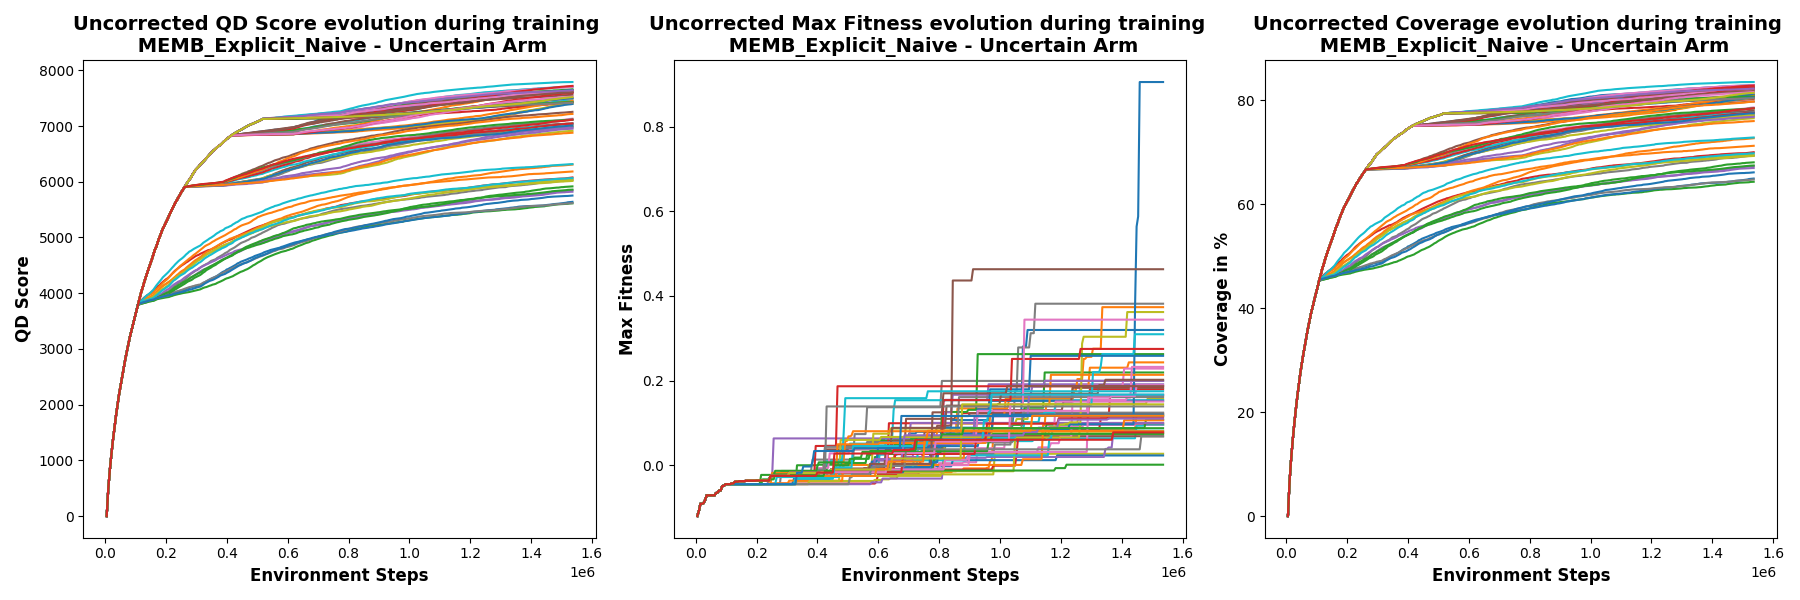 Uncorrected QD Score evolution during training
MEMB_Explicit_Naive - Uncertain Arm
8000
7000
6000
5000
4000
3000
2000
1000
0
QD Score
0.0 0.2 0.4 0.6 0.8 1.0 1.2 1.4 1.6
1e6
Environment Steps
Uncorrected Max Fitness evolution during training
MEMB_Explicit_Naive - Uncertain Arm
0.8
0.6
0.4
0.2
0.0
Max Fitness
0.0 0.2 0.4 0.6 0.8 1.0 1.2 1.4 1.6
1e6
Environment Steps
Uncorrected Coverage evolution during training
MEMB_Explicit_Naive - Uncertain Arm
80
60
40
20
0
Coverage in %
0.0 0.2 0.4 0.6 0.8 1.0 1.2 1.4 1.6
1e6
Environment Steps